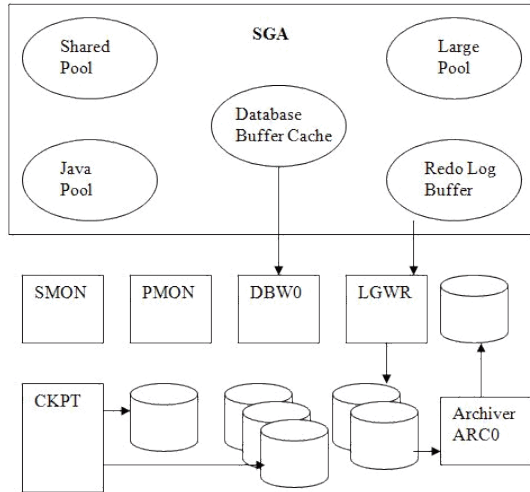 SGA
Shared
Pool
Large
Pool
Database
Buffer Cache
Java
Pool
Redo Log
Buffer
SMON
PMON
DBW0
LGWR
CKPT
Archiver
ARC0